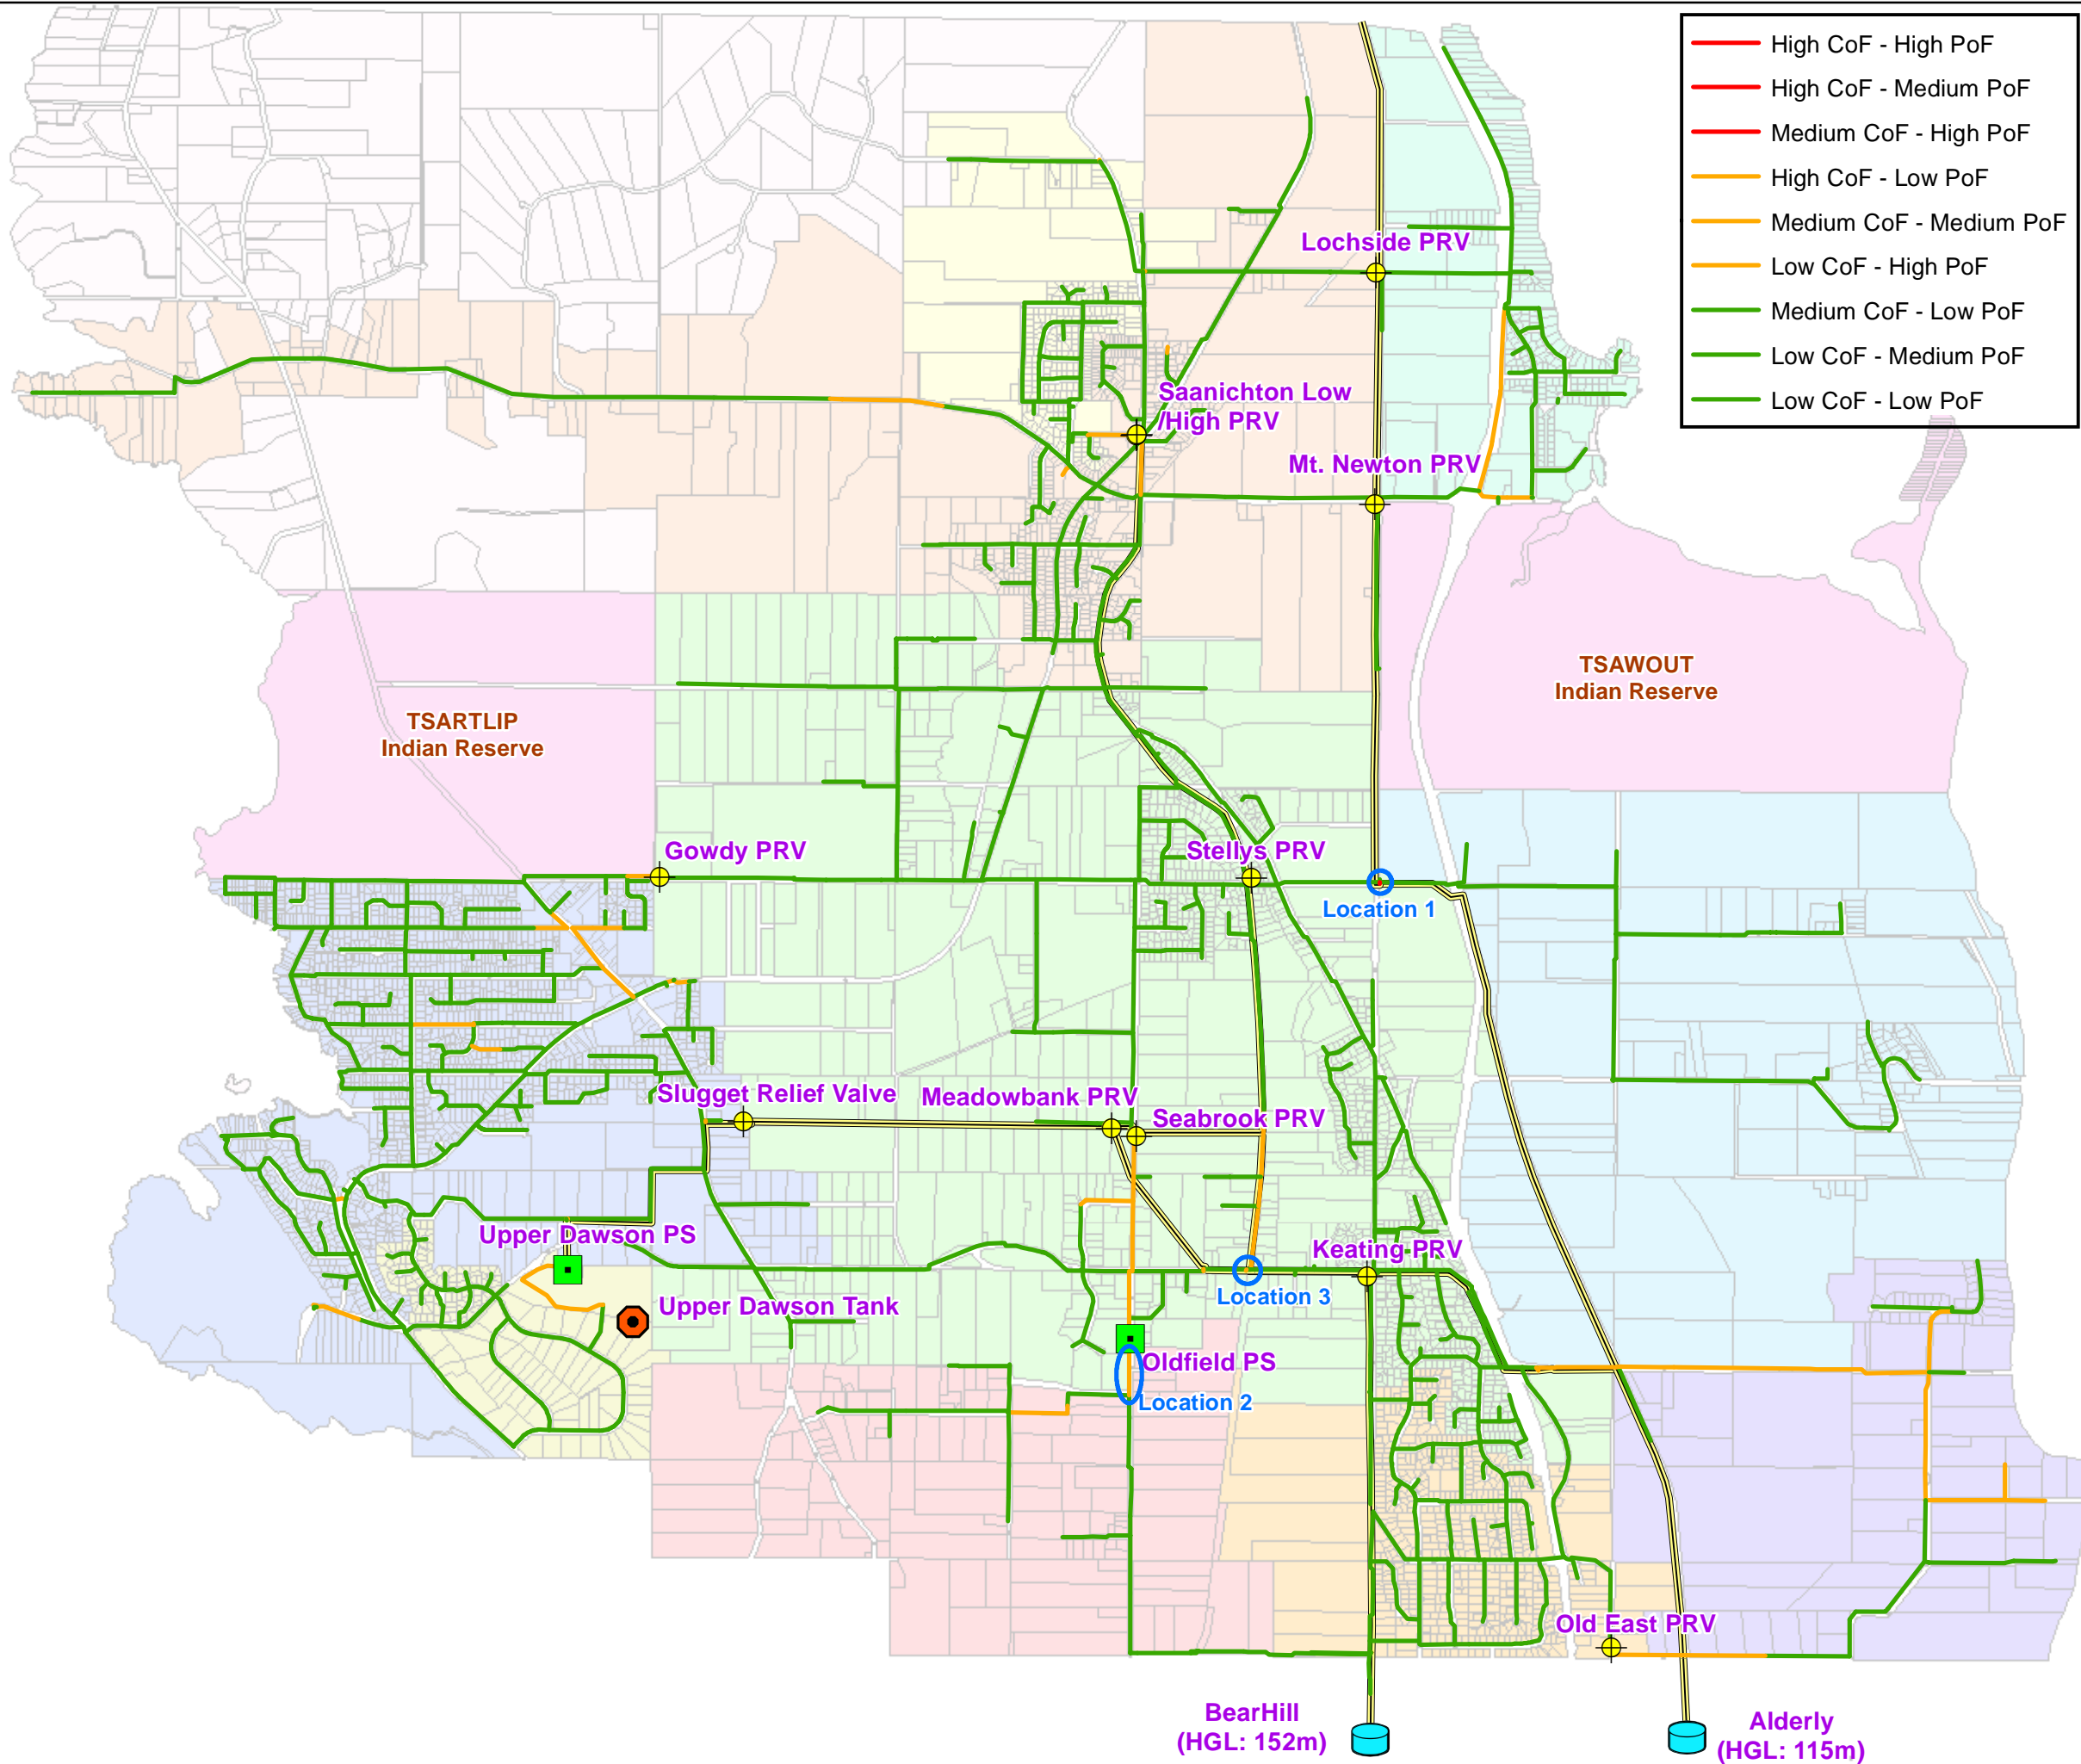 High CoF - High PoF
High CoF - Medium PoF
Medium CoF - High PoF
High CoF - Low PoF
Medium CoF - Medium PoF
Low CoF - High PoF
Medium CoF - Low PoF
Low CoF - Medium PoF
Low CoF - Low PoF
Lochside PRV
Saanichton Low
/High PRV
Mt. Newton PRV
TSAWOUT
Indian Reserve
TSARTLIP
Indian Reserve
Gowdy PRV
Stellys PRV
Location 1
Slugget Relief Valve
Meadowbank PRV
Seabrook PRV
Upper Dawson PS
Keating PRV
Location 3
Upper Dawson Tank
Oldfield PS
Location 2
Old East PRV
BearHill
(HGL: 152m)
Alderly
(HGL: 115m)